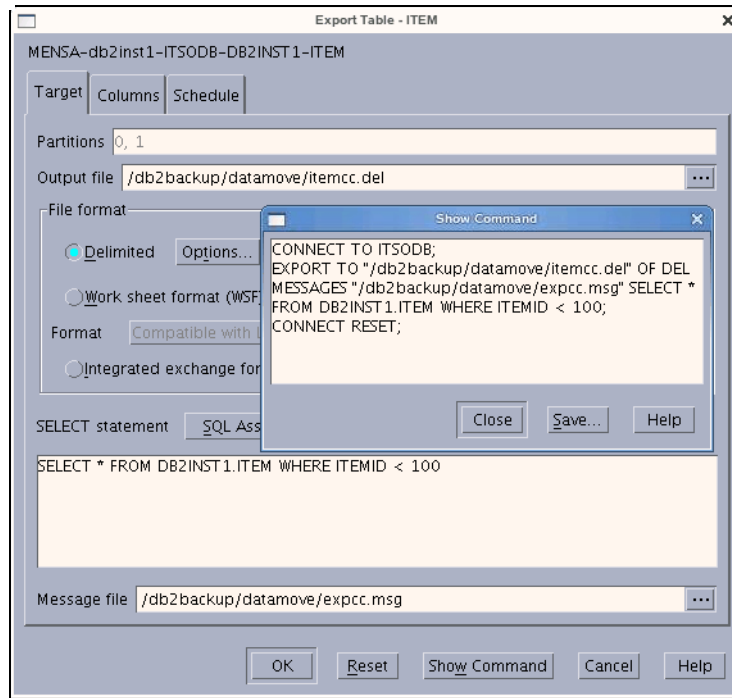 Export Table - ITEM
MENSA-db2inst1-ITSODB-DB2INST1-ITEM
Target Columns Schedule
Partitions 0, 1
Output file /db2backup/datamove/itemcc.del ...
File format
Delimited Options...
Work sheet format (WSF)
Format Compatible with
Integrated exchange
SELECT statement SQL
Show Command
CONNECT TO ITSODB;
EXPORT TO "/db2backup/datamove/itemcc.del" OF DEL
MESSAGES "/db2backup/datamove/expcc.msg" SELECT *
FROM DB2INST1.ITEM WHERE ITEMID < 100;
CONNECT RESET;
Close Save... Help
SELECT * FROM DB2INST1.ITEM WHERE ITEMID < 100
Message file /db2backup/datamove/expcc.msg ...
OK Reset Show Command Cancel Help